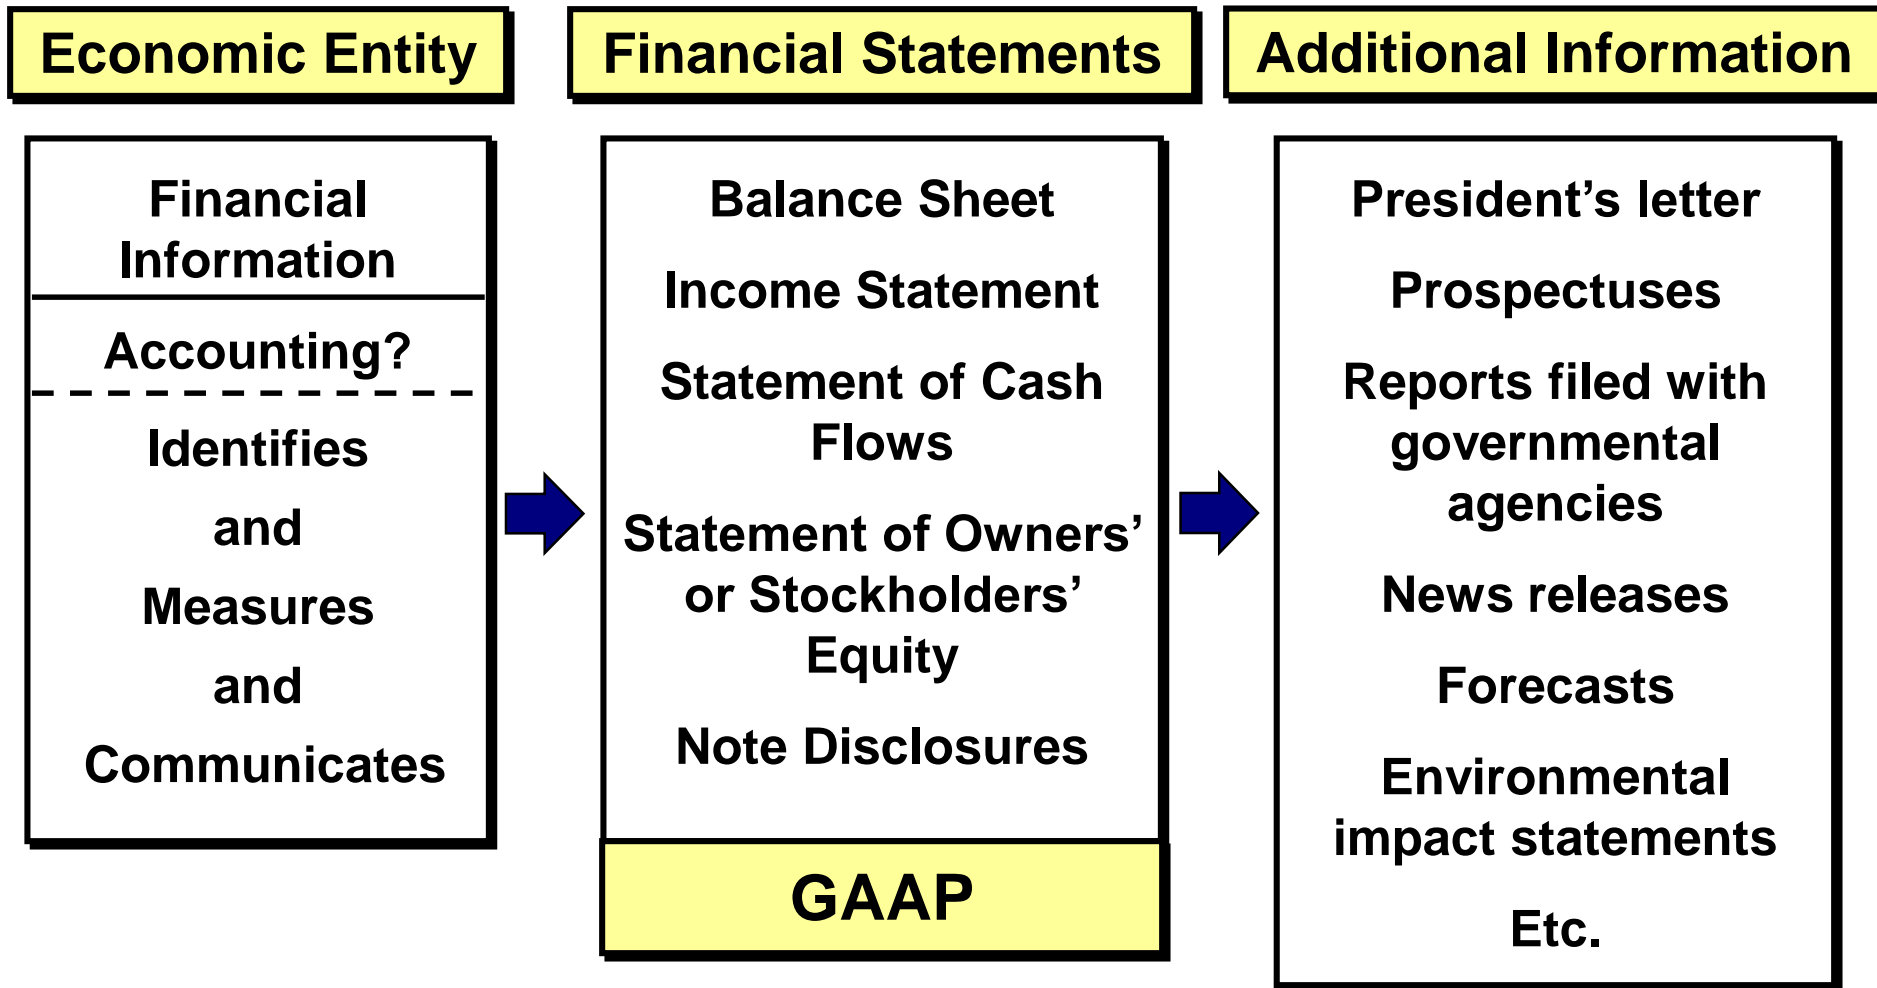 Economic Entity
Financial Statements
Additional Information
Financial
Information
Accounting?
Identifies
and
Measures
and
Communicates
Balance Sheet
Income Statement
Statement of Cash
Flows
Statement of Owners’
or Stockholders’
Equity
Note Disclosures
GAAP
President’s letter
Prospectuses
Reports filed with
governmental
agencies
News releases
Forecasts
Environmental
impact statements
Etc.